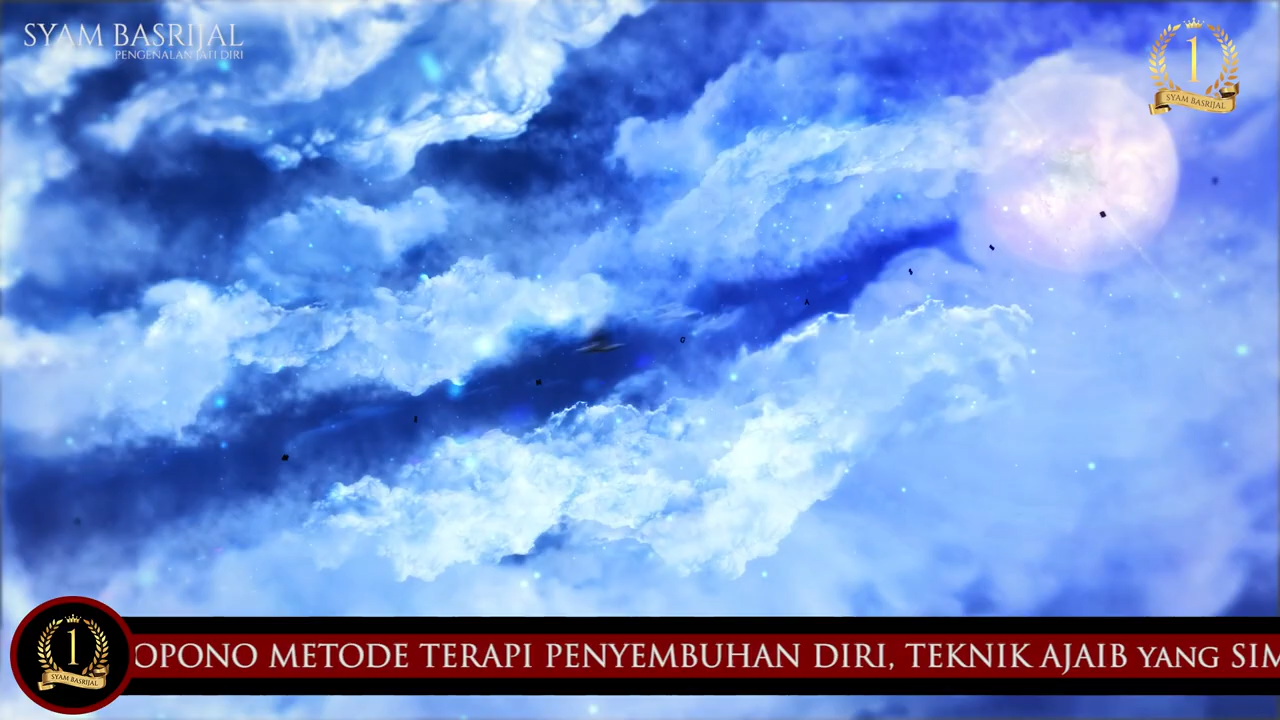 SYAM BASRIJAL
PENGENALAN JATI DIRI
1
SYAM BASRIJAL
1
SYAM BASRIJAL
OPONO METODE TERAPI PENYEMBUHAN DIRI, TEKNIK AJAIB YANG SIM